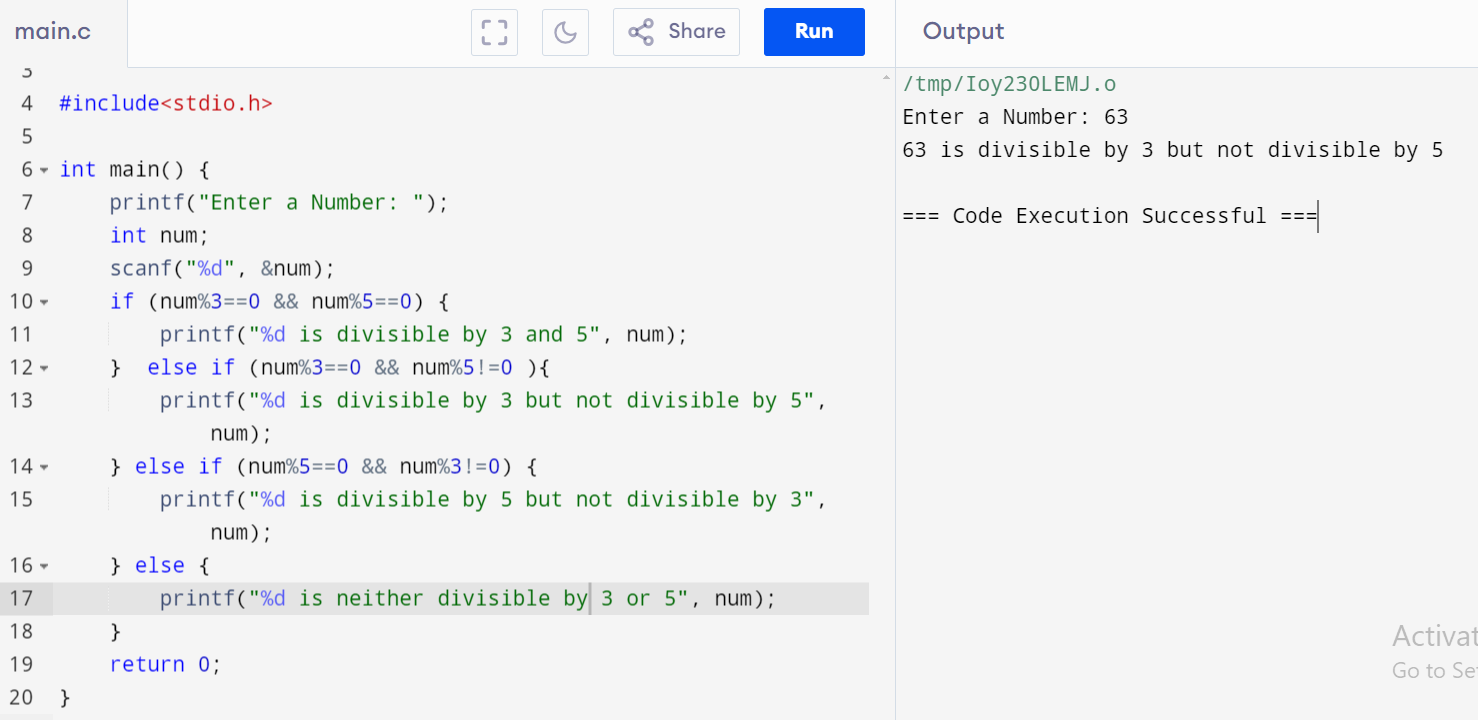 main.c
Share
Run
Output
3
4 #include<stdio.h>
5
6 int main() {
7     printf("Enter a Number: ");
8     int num;
9     scanf("%d", &num);
10     if (num%3==0 && num%5==0) {
11         printf("%d is divisible by 3 and 5", num);
12     }  else if (num%3==0 && num%5!=0 ){
13         printf("%d is divisible by 3 but not divisible by 5",
            num);
14     } else if (num%5==0 && num%3!=0) {
15         printf("%d is divisible by 5 but not divisible by 3",
            num);
16     } else {
17         printf("%d is neither divisible by 3 or 5", num);
18     }
19     return 0;
20 }
/tmp/Ioy23OLEMJ.o
Enter a Number: 63
63 is divisible by 3 but not divisible by 5
=== Code Execution Successful ===
Activat
Go to Se